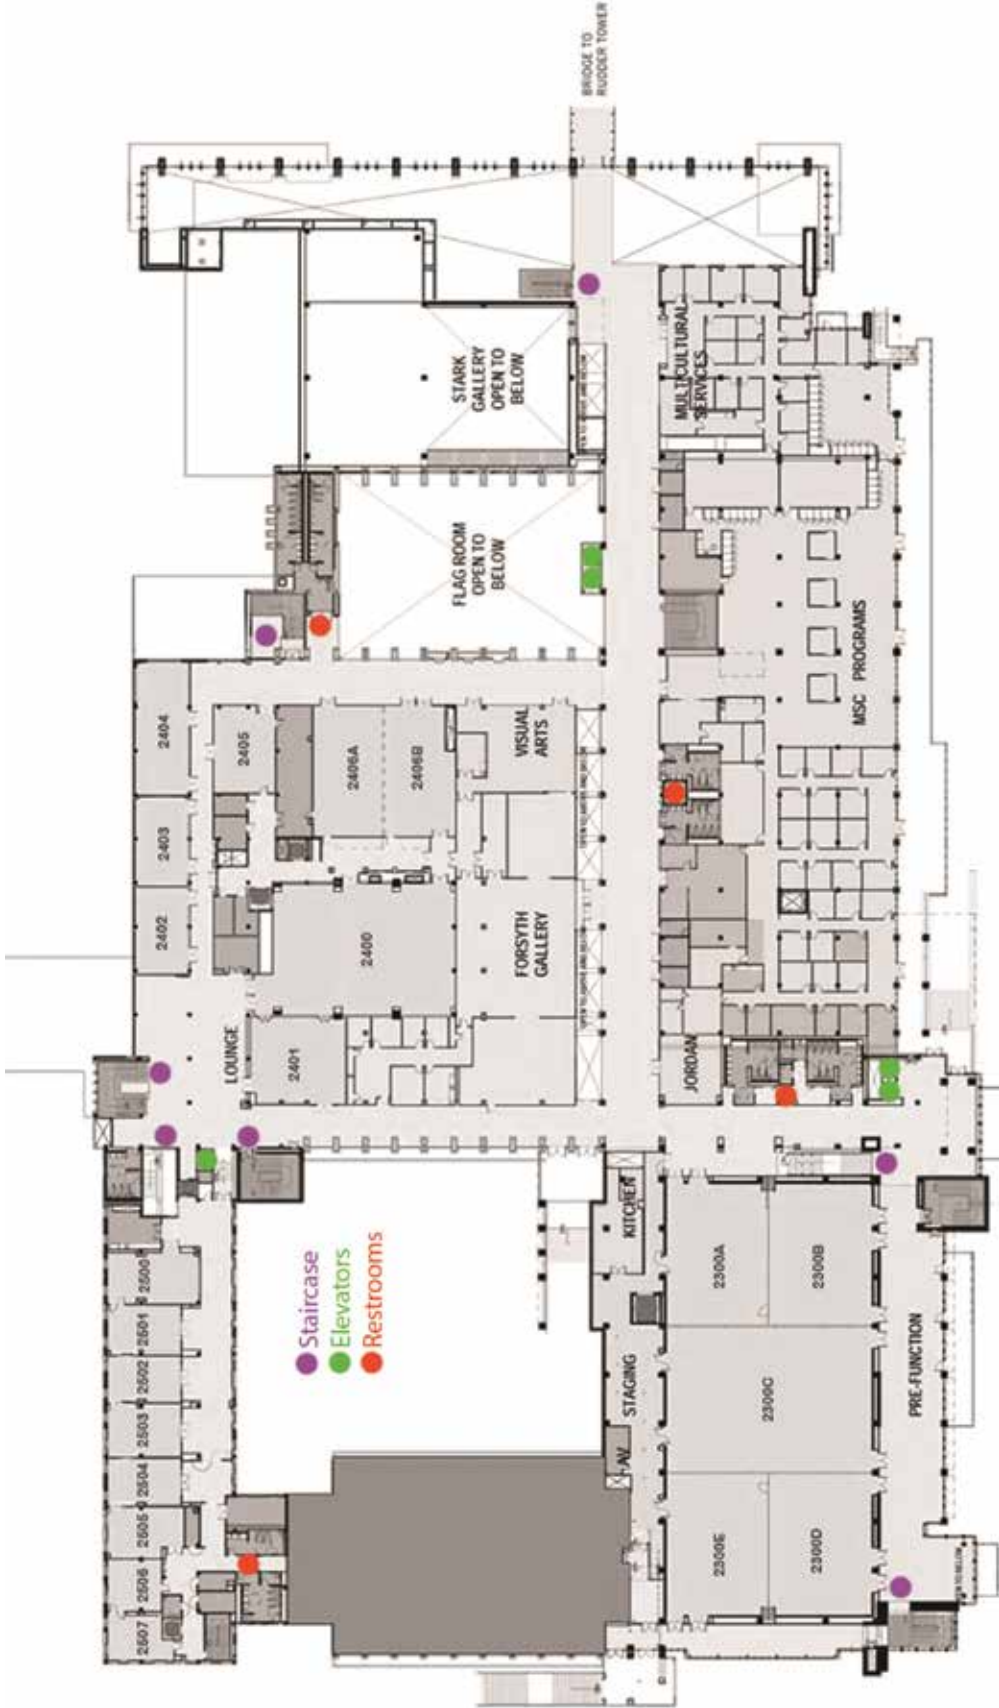 BRIDGE TO
RUDDER TOWER
STARK
GALLERY
OPEN TO
BELOW
MULTICULTURAL
SERVICES
FLAG ROOM
OPEN TO
BELOW
MSC PROGRAMS
2404
2405
2406A
2406B
VISUAL
ARTS
2403
2402
2400
FORSYTH
GALLERY
LOUNGE
2401
JORDAN
Staircase
Elevators
Restrooms
KITCHEN
STAGING
AV
2300A
2300B
2300C
2300E
2300D
PRE-FUNCTION
2500
2501
2502
2503
2504
2505
2506
2507